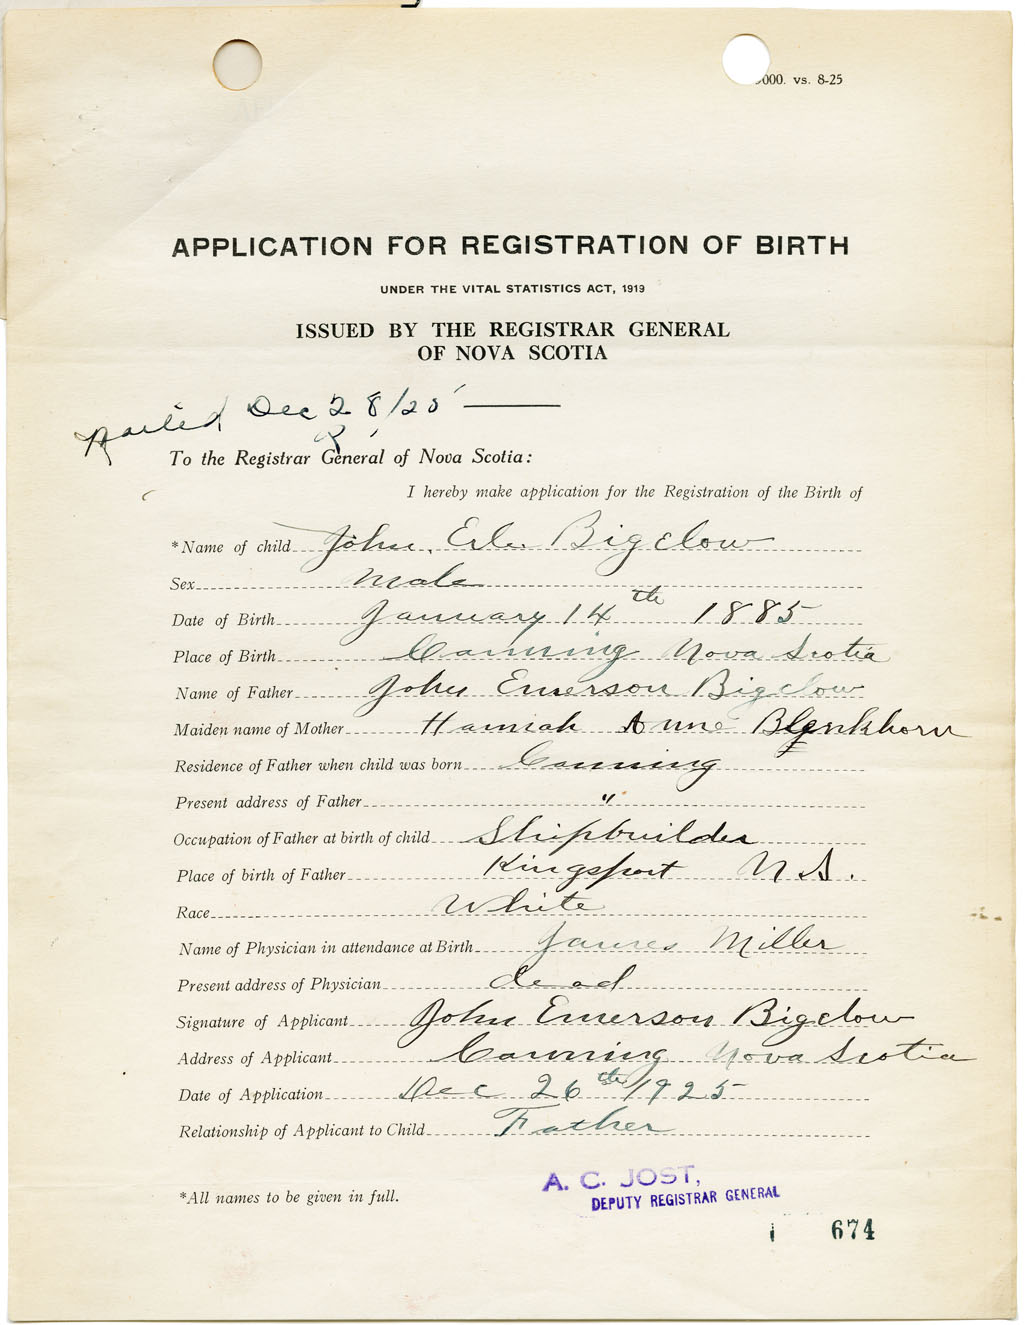 000. vs. 8-25
APPLICATION FOR REGISTRATION OF BIRTH
UNDER THE VITAL STATISTICS ACT, 1919
ISSUED BY THE REGISTRAR GENERAL
OF NOVA SCOTIA
Mailed Dec 28/25
To the Registrar General of Nova Scotia:
I hereby make application for the Registration of the Birth of
*Name of child John Erle Bigelow
Sex Male
Date of Birth January 14th 1885
Place of Birth Canning Nova Scotia
Name of Father John Emerson Bigelow
Maiden name of Mother Hannah Anne Blenkhorn
Residence of Father when child was born Canning
Present address of Father "
Occupation of Father at birth of child Shipbuilder
Place of birth of Father Kingsport N.S.
Race White
Name of Physician in attendance at Birth James Miller
Present address of Physician dead
Signature of Applicant John Emerson Bigelow
Address of Applicant Canning Nova Scotia
Date of Application Dec 26th 1925
Relationship of Applicant to Child Father
*All names to be given in full.
A. C. JOST,
DEPUTY REGISTRAR GENERAL
674